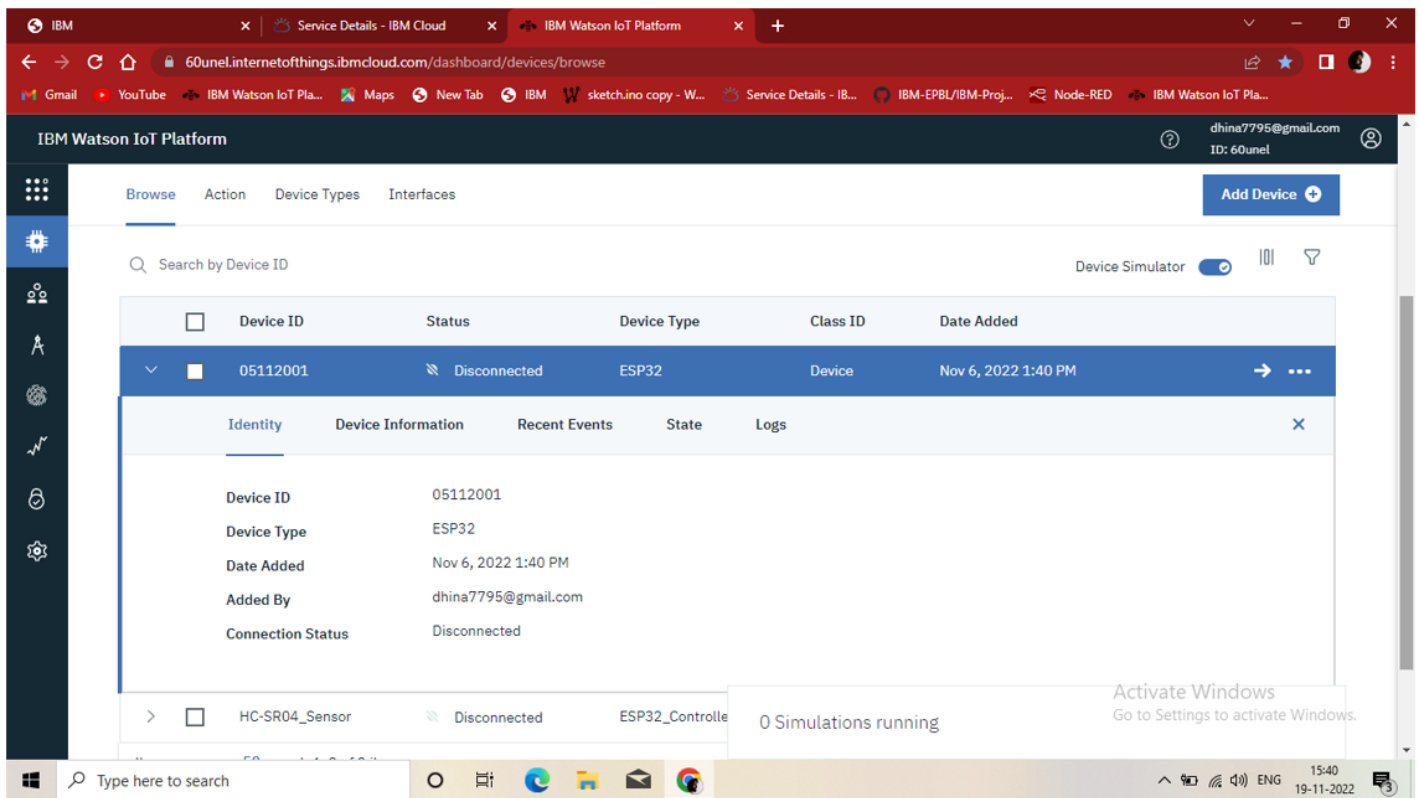 IBM
Service Details - IBM Cloud
IBM Watson IoT Platform
60unel.internetofthings.ibmcloud.com/dashboard/devices/browse
Gmail YouTube IBM Watson IoT Pla... Maps New Tab IBM sketch.ino copy - W... Service Details - IB... IBM-EPBL/IBM-Proj... Node-RED IBM Watson IoT Pla...
IBM Watson IoT Platform
dhina7795@gmail.com
ID: 60unel
Browse Action Device Types Interfaces
Add Device
Search by Device ID
Device Simulator
Device ID Status Device Type Class ID Date Added
05112001 Disconnected ESP32 Device Nov 6, 2022 1:40 PM
Identity Device Information Recent Events State Logs
Device ID 05112001
Device Type ESP32
Date Added Nov 6, 2022 1:40 PM
Added By dhina7795@gmail.com
Connection Status Disconnected
HC-SR04_Sensor Disconnected ESP32_Controlle
0 Simulations running
Activate Windows
Go to Settings to activate Windows.
Type here to search
ENG
15:40
19-11-2022
3